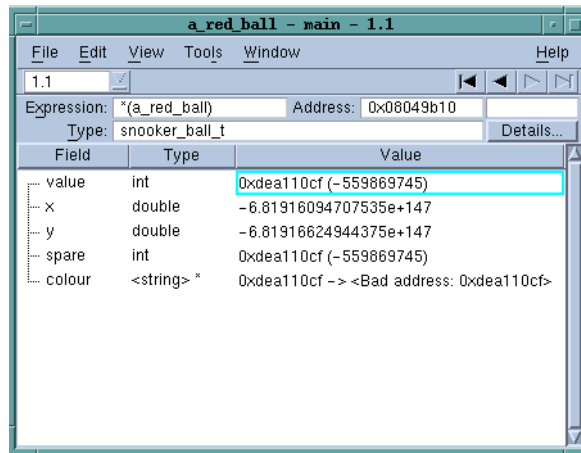 a_red_ball - main - 1.1
File Edit View Tools Window Help
1.1
Expression: *(a_red_ball) Address: 0x08049b10
Type: snooker_ball_t Details...
Field Type Value
value int 0xdea110cf (-559869745)
x double -6.81916094707535e+147
y double -6.81916624944375e+147
spare int 0xdea110cf (-559869745)
colour <string> * 0xdea110cf -> <Bad address: 0xdea110cf>